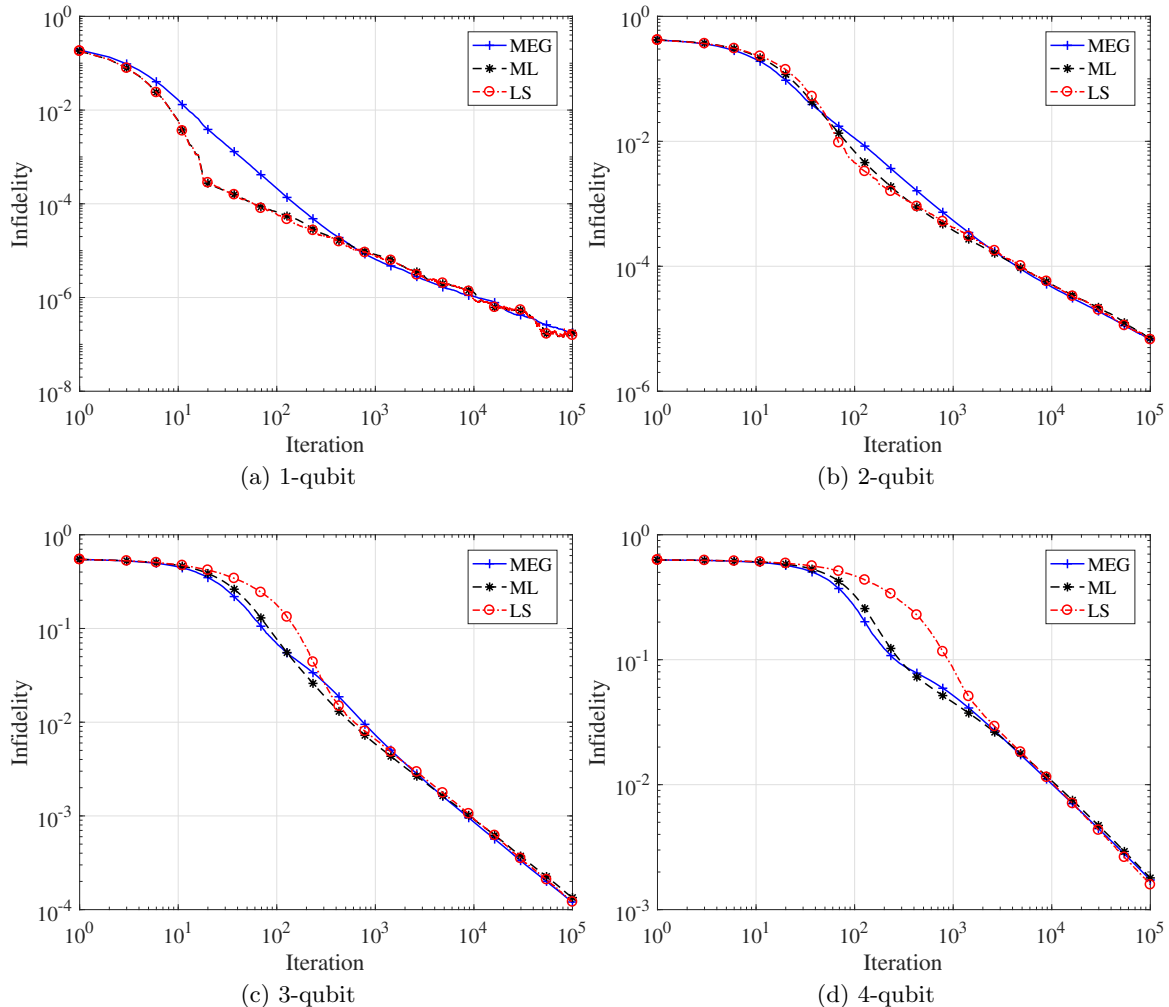 10^0
10^-2
10^-4
10^-6
10^-8
Infidelity
MEG
ML
LS
10^0 10^1 10^2 10^3 10^4 10^5
Iteration
(a) 1-qubit
10^0
10^-2
10^-4
10^-6
Infidelity
MEG
ML
LS
10^0 10^1 10^2 10^3 10^4 10^5
Iteration
(b) 2-qubit
10^0
10^-1
10^-2
10^-3
10^-4
Infidelity
MEG
ML
LS
10^0 10^1 10^2 10^3 10^4 10^5
Iteration
(c) 3-qubit
10^0
10^-1
10^-2
10^-3
Infidelity
MEG
ML
LS
10^0 10^1 10^2 10^3 10^4 10^5
Iteration
(d) 4-qubit